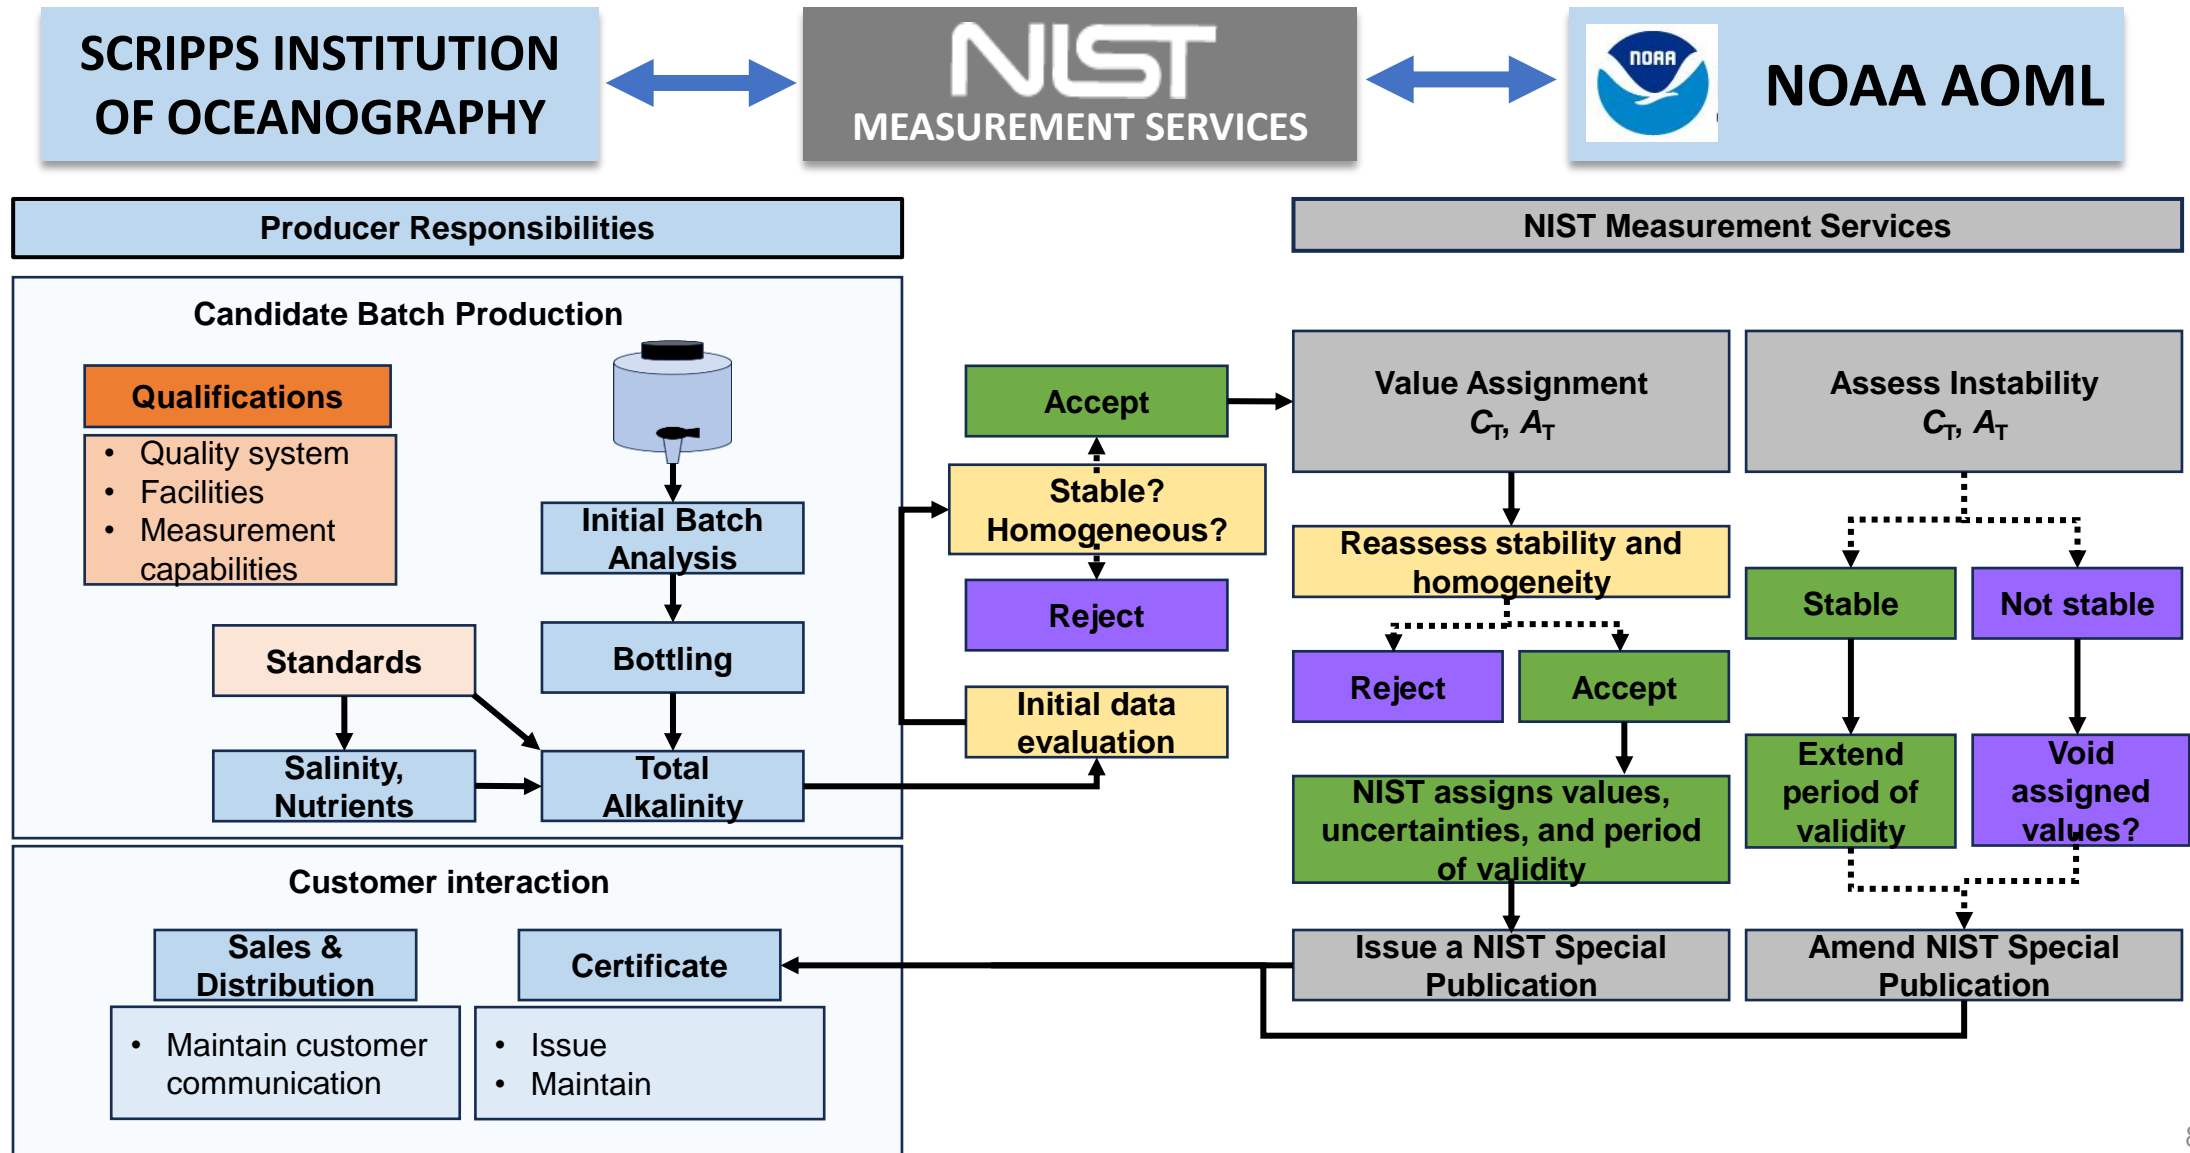 SCRIPPS INSTITUTION
OF OCEANOGRAPHY
NIST
MEASUREMENT SERVICES
NOAA
NOAA AOML
Producer Responsibilities
NIST Measurement Services
Candidate Batch Production
Qualifications
• Quality system
• Facilities
• Measurement
capabilities
Initial Batch
Analysis
Bottling
Standards
Salinity,
Nutrients
Total
Alkalinity
Accept
Stable?
Homogeneous?
Reject
Initial data
evaluation
Value Assignment
CT, AT
Reassess stability and
homogeneity
Reject
Accept
NIST assigns values,
uncertainties, and period
of validity
Issue a NIST Special
Publication
Assess Instability
CT, AT
Stable
Not stable
Extend
period of
validity
Void
assigned
values?
Amend NIST Special
Publication
Customer interaction
Sales &
Distribution
• Maintain customer
communication
Certificate
• Issue
• Maintain
8